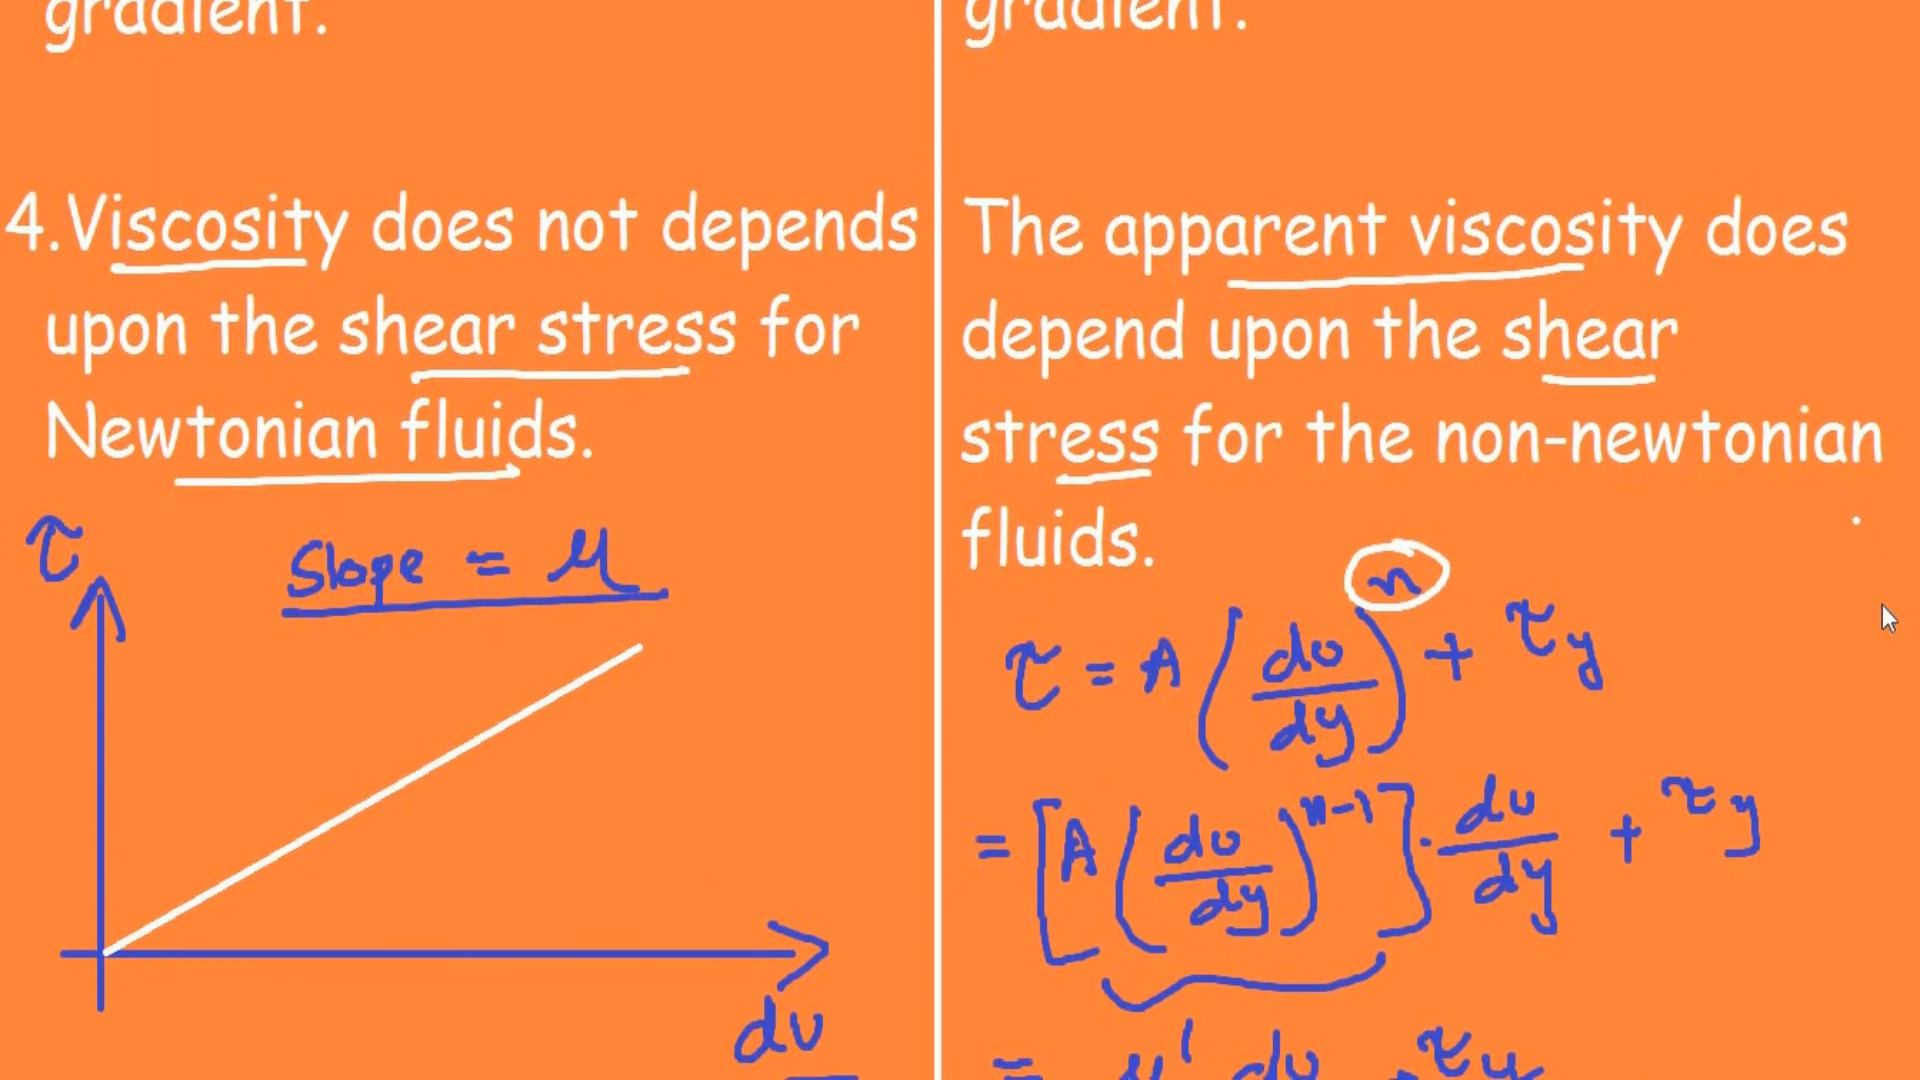 gradient.
4.Viscosity does not depends
upon the shear stress for
Newtonian fluids.
τ
Slope = μ
du
gradient.
The apparent viscosity does
depend upon the shear
stress for the non-newtonian
fluids.
τ = A (du/dy)^n + τy
= [A (du/dy)^n-1] . du/dy + τy
= μ' du + τy